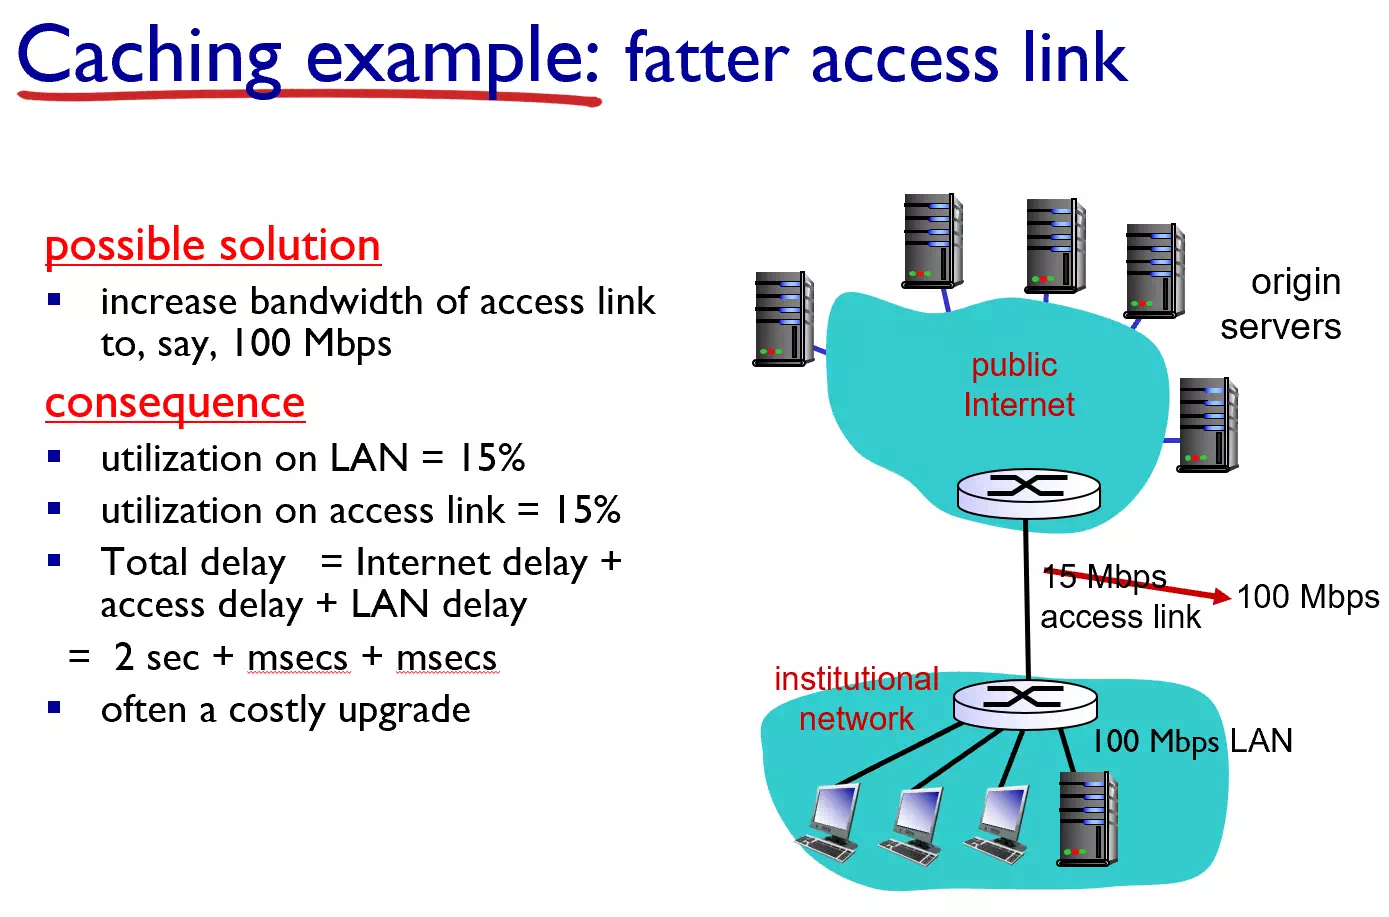 Caching example: fatter access link
possible solution
▪ increase bandwidth of access link
to, say, 100 Mbps
consequence
▪ utilization on LAN = 15%
▪ utilization on access link = 15%
▪ Total delay = Internet delay +
access delay + LAN delay
= 2 sec + msecs + msecs
▪ often a costly upgrade
origin
servers
public
Internet
15 Mbps
access link
100 Mbps
institutional
network
100 Mbps LAN